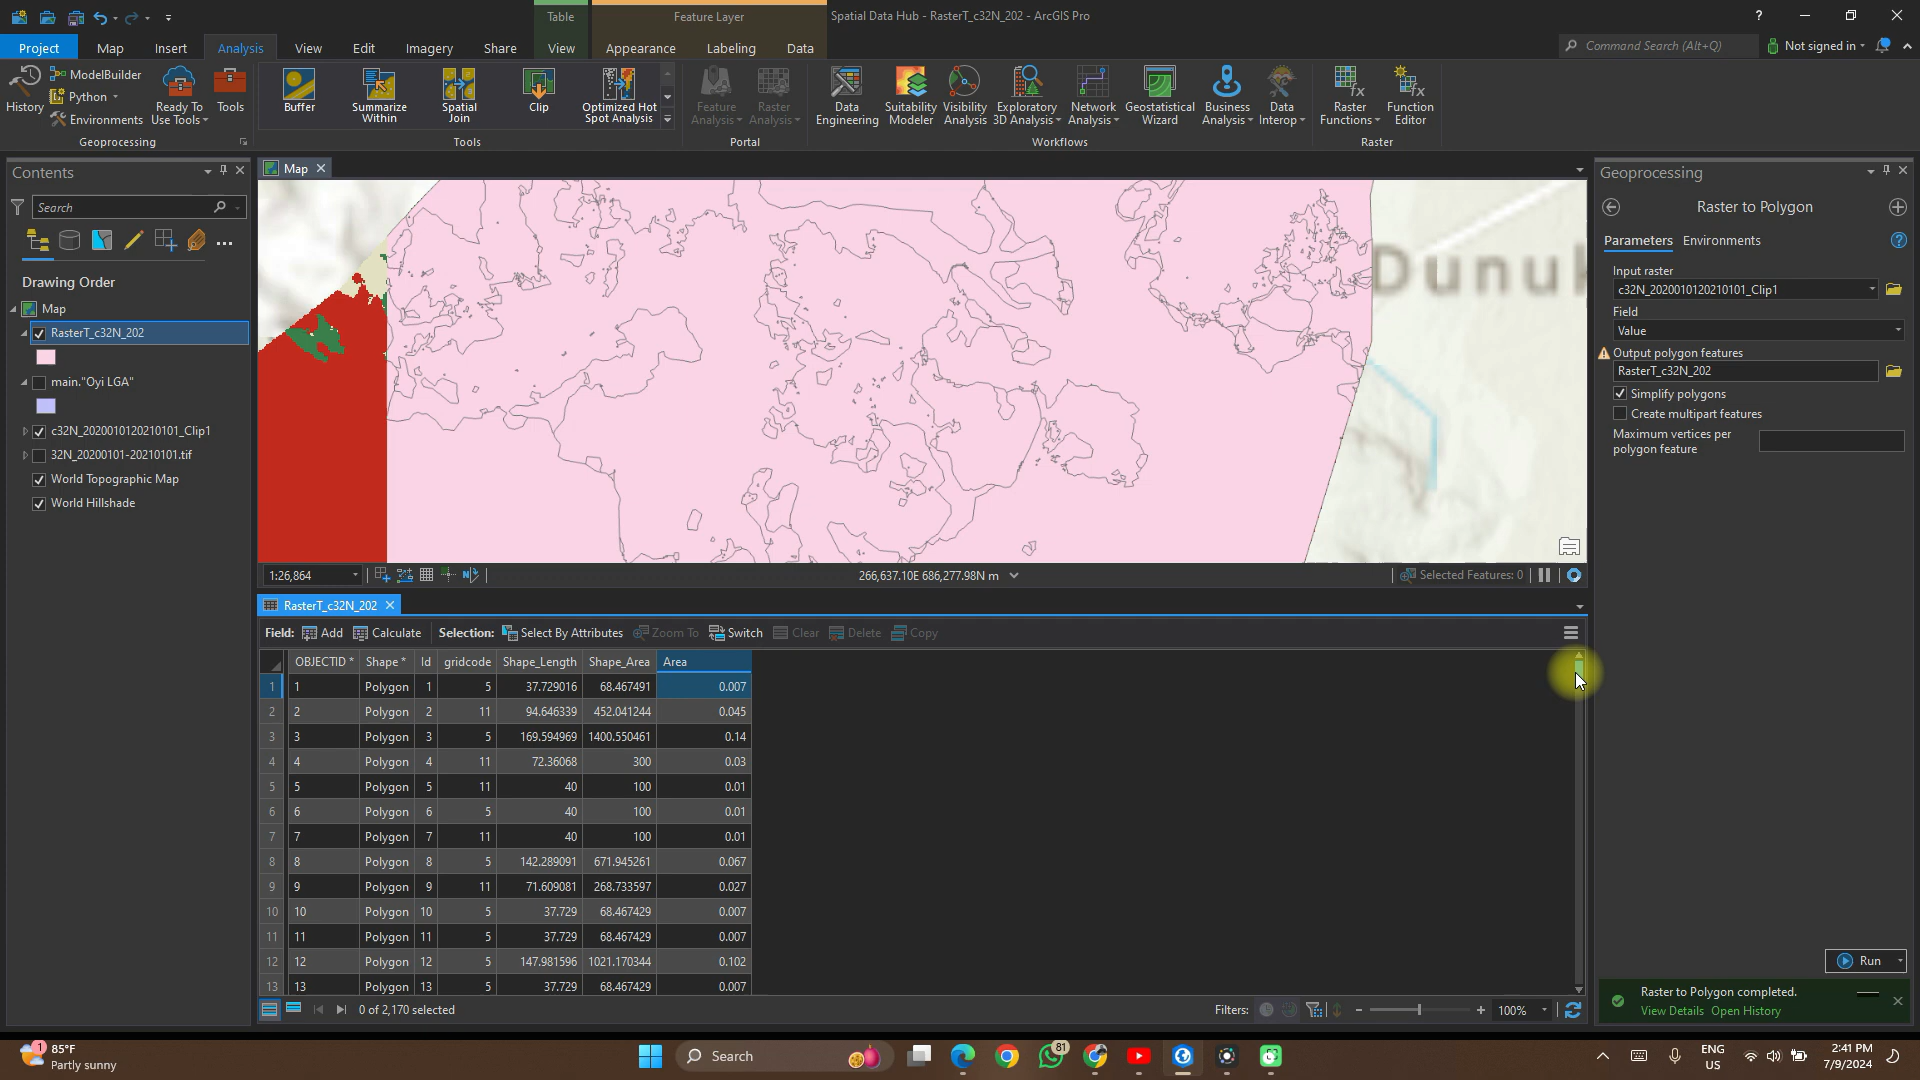 Table
Feature Layer
Spatial Data Hub - RasterT_c32N_202 - ArcGIS Pro
?
Project
Map
Insert
Analysis
View
Edit
Imagery
Share
View
Appearance
Labeling
Data
Command Search (Alt+Q)
Not signed in
History
ModelBuilder
Python
Environments
Ready To
Use Tools
Tools
Buffer
Summarize
Within
Spatial
Join
Clip
Optimized Hot
Spot Analysis
Feature
Analysis
Raster
Analysis
Data
Engineering
Suitability
Modeler
Visibility
Analysis
Exploratory
3D Analysis
Network
Analysis
Geostatistical
Wizard
Business
Analysis
Data
Interop
Raster
Functions
Function
Editor
Geoprocessing
Tools
Portal
Workflows
Raster
Contents
Search
Drawing Order
Map
RasterT_c32N_202
main."Oyi LGA"
c32N_2020010120210101_Clip1
32N_20200101-20210101.tif
World Topographic Map
World Hillshade
Map
Dunuk
1:26,864
266,637.10E 686,277.98N m
Selected Features: 0
RasterT_c32N_202
Field: Add Calculate Selection: Select By Attributes Zoom To Switch Clear Delete Copy
OBJECTID * Shape * Id gridcode Shape_Length Shape_Area Area
1 1 Polygon 1 5 37.729016 68.467491 0.007
2 2 Polygon 2 11 94.646339 452.041244 0.045
3 3 Polygon 3 5 169.594969 1400.550461 0.14
4 4 Polygon 4 11 72.36068 300 0.03
5 5 Polygon 5 11 40 100 0.01
6 6 Polygon 6 5 40 100 0.01
7 7 Polygon 7 11 40 100 0.01
8 8 Polygon 8 5 142.289091 671.945261 0.067
9 9 Polygon 9 11 71.609081 268.733597 0.027
10 10 Polygon 10 5 37.729 68.467429 0.007
11 11 Polygon 11 5 37.729 68.467429 0.007
12 12 Polygon 12 5 147.981596 1021.170344 0.102
13 13 Polygon 13 5 37.729 68.467429 0.007
0 of 2,170 selected
Filters:
100%
Geoprocessing
Raster to Polygon
Parameters Environments
?
Input raster
c32N_2020010120210101_Clip1
Field
Value
Output polygon features
RasterT_c32N_202
Simplify polygons
Create multipart features
Maximum vertices per
polygon feature
Run
Raster to Polygon completed.
View Details Open History
1
85°F
Partly sunny
Search
81
ENG
US
2:41 PM
7/9/2024